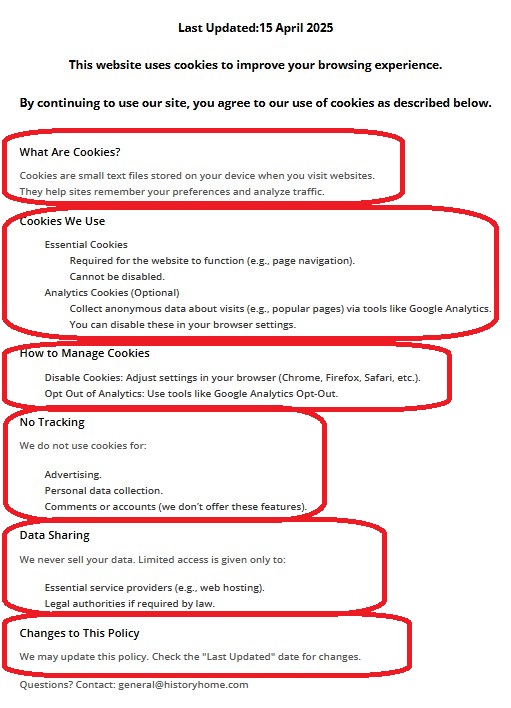 Last Updated:15 April 2025
This website uses cookies to improve your browsing experience.
By continuing to use our site, you agree to our use of cookies as described below.
What Are Cookies?
Cookies are small text files stored on your device when you visit websites.
They help sites remember your preferences and analyze traffic.
Cookies We Use
Essential Cookies
Required for the website to function (e.g., page navigation).
Cannot be disabled.
Analytics Cookies (Optional)
Collect anonymous data about visits (e.g., popular pages) via tools like Google Analytics.
You can disable these in your browser settings.
How to Manage Cookies
Disable Cookies: Adjust settings in your browser (Chrome, Firefox, Safari, etc.).
Opt Out of Analytics: Use tools like Google Analytics Opt-Out.
No Tracking
We do not use cookies for:
Advertising.
Personal data collection.
Comments or accounts (we don’t offer these features).
Data Sharing
We never sell your data. Limited access is given only to:
Essential service providers (e.g., web hosting).
Legal authorities if required by law.
Changes to This Policy
We may update this policy. Check the "Last Updated" date for changes.
Questions? Contact: general@historyhome.com